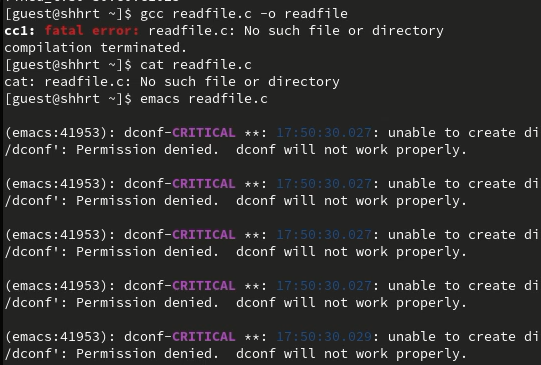 [guest@shhrt ~]$ gcc readfile.c -o readfile
cc1: fatal error: readfile.c: No such file or directory
compilation terminated.
[guest@shhrt ~]$ cat readfile.c
cat: readfile.c: No such file or directory
[guest@shhrt ~]$ emacs readfile.c
(emacs:41953): dconf-CRITICAL **: 17:50:30.027: unable to create di
/dconf': Permission denied.  dconf will not work properly.
(emacs:41953): dconf-CRITICAL **: 17:50:30.027: unable to create di
/dconf': Permission denied.  dconf will not work properly.
(emacs:41953): dconf-CRITICAL **: 17:50:30.027: unable to create di
/dconf': Permission denied.  dconf will not work properly.
(emacs:41953): dconf-CRITICAL **: 17:50:30.029: unable to create di
/dconf': Permission denied.  dconf will not work properly.
(emacs:41953): dconf-CRITICAL **: 17:50:30.029: unable to create di
/dconf': Permission denied.  dconf will not work properly.